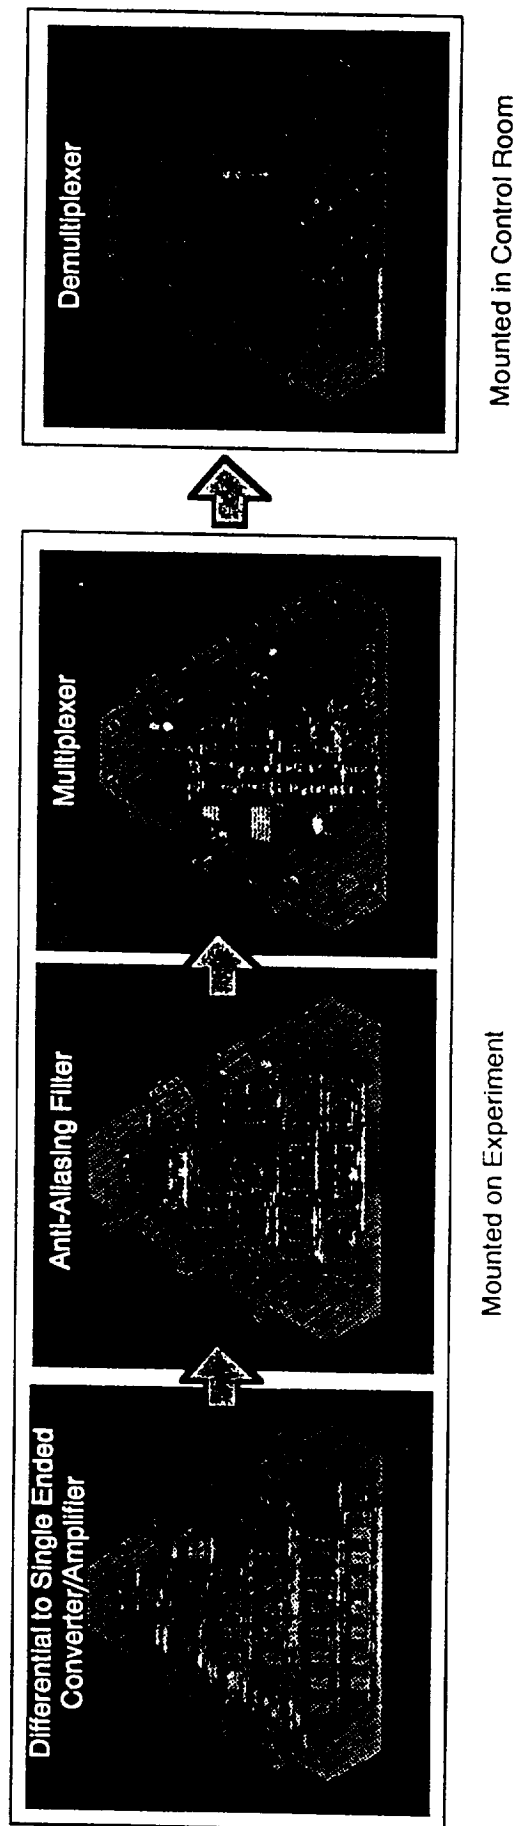 Differential to Single Ended
Converter/Amplifier
Anti-Aliasing Filter
Multiplexer
Demultiplexer
Mounted on Experiment
Mounted in Control Room